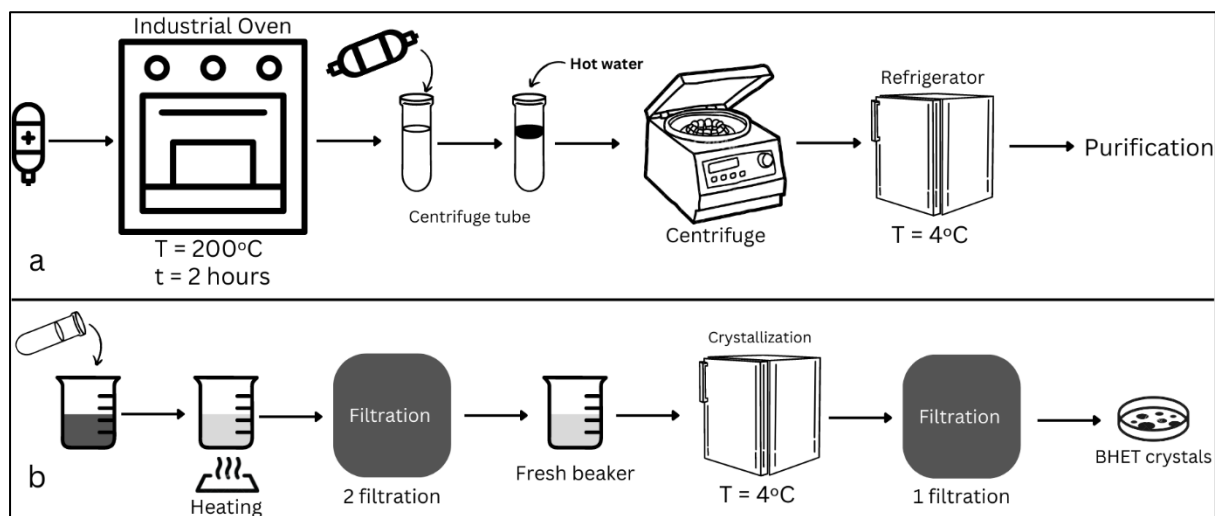 Industrial Oven
T = 200°C
t = 2 hours
Centrifuge tube
Hot water
Centrifuge
Refrigerator
T = 4°C
Purification
a
Heating
Filtration
2 filtration
Fresh beaker
Crystallization
T = 4°C
Filtration
1 filtration
BHET crystals
b